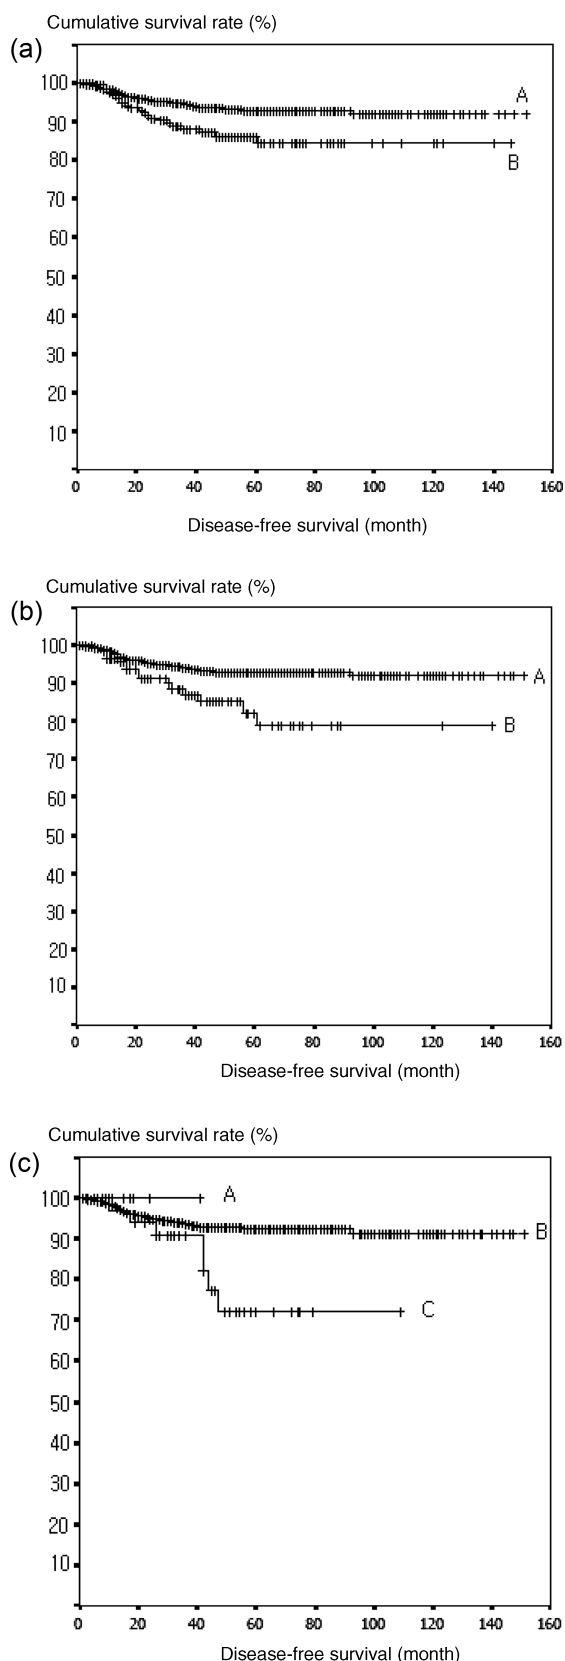 Cumulative survival rate (%)
(a)
100
90
80
70
60
50
40
30
20
10
A
B
0 20 40 60 80 100 120 140 160
Disease-free survival (month)
Cumulative survival rate (%)
(b)
100
90
80
70
60
50
40
30
20
10
A
B
0 20 40 60 80 100 120 140 160
Disease-free survival (month)
Cumulative survival rate (%)
(c)
100
90
80
70
60
50
40
30
20
10
A
B
C
0 20 40 60 80 100 120 140 160
Disease-free survival (month)